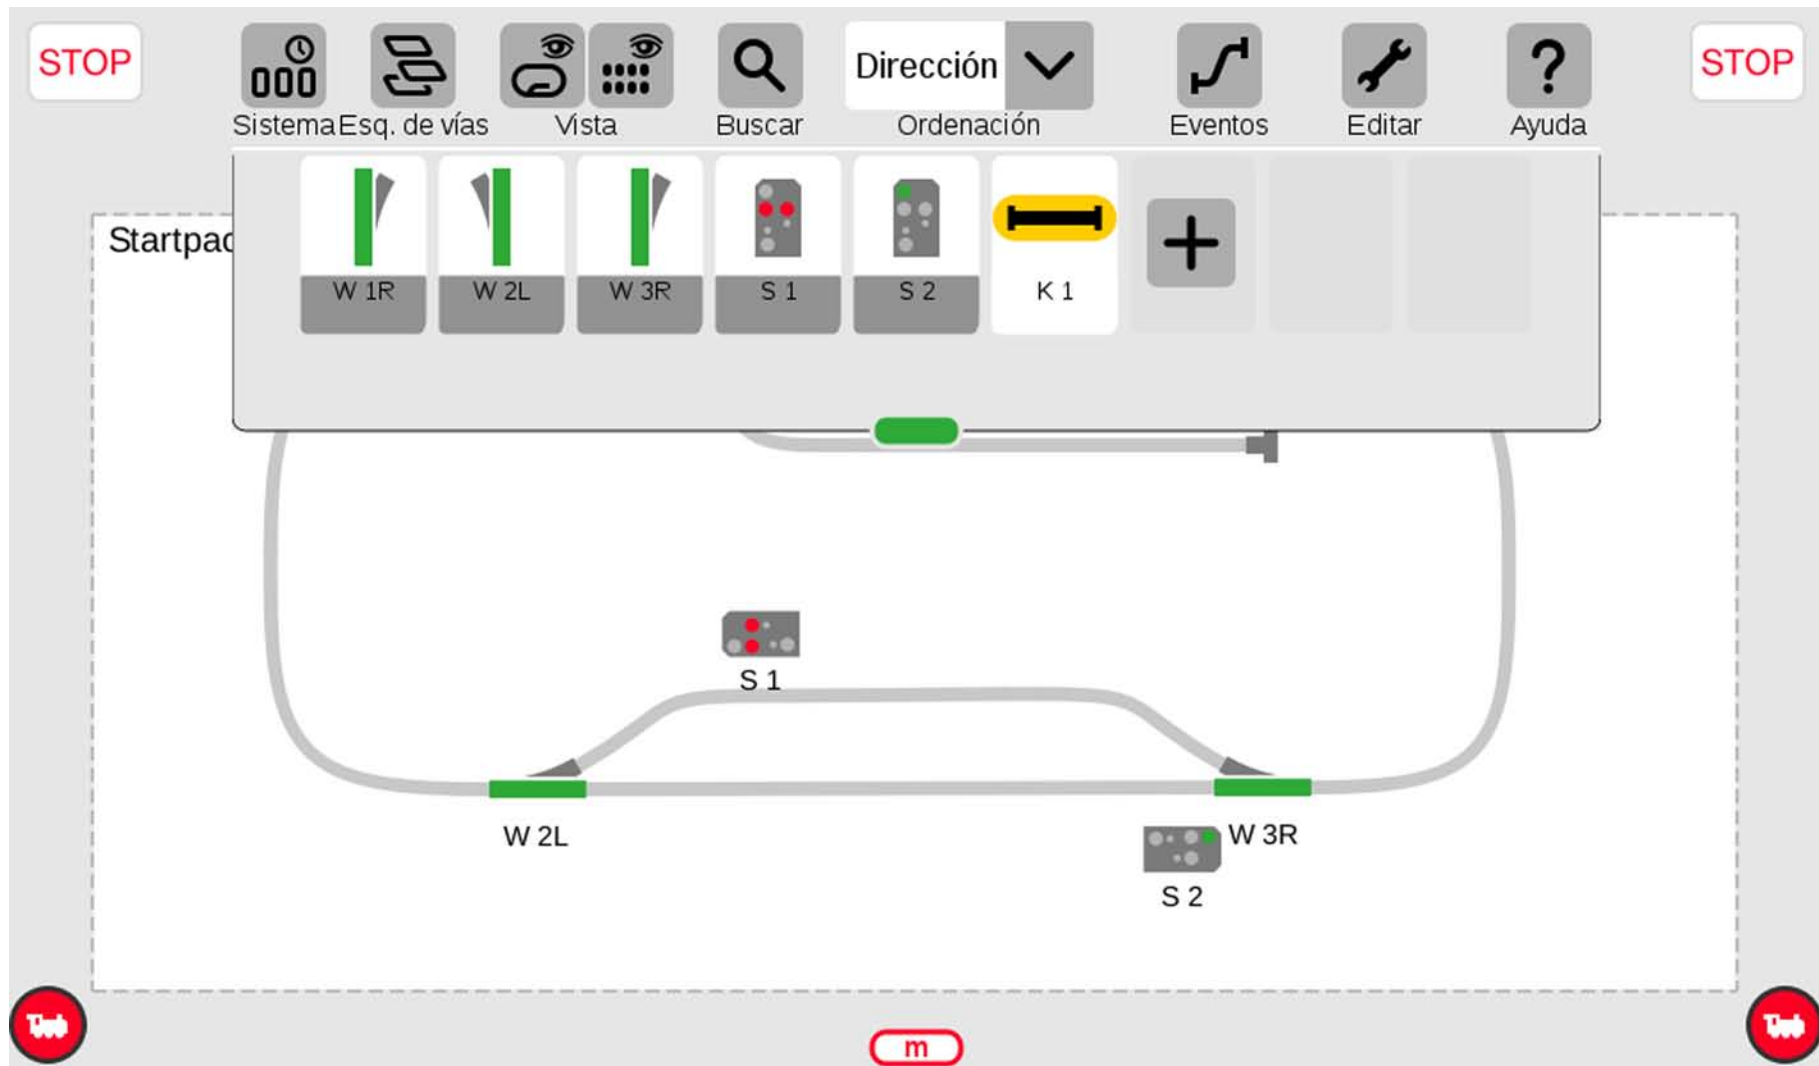 STOP
Dirección
STOP
Sistema
Esq. de vías
Vista
Buscar
Ordenación
Eventos
Editar
Ayuda
W 1R
W 2L
W 3R
S 1
S 2
K 1
Startpac
S 1
W 2L
W 3R
S 2
m